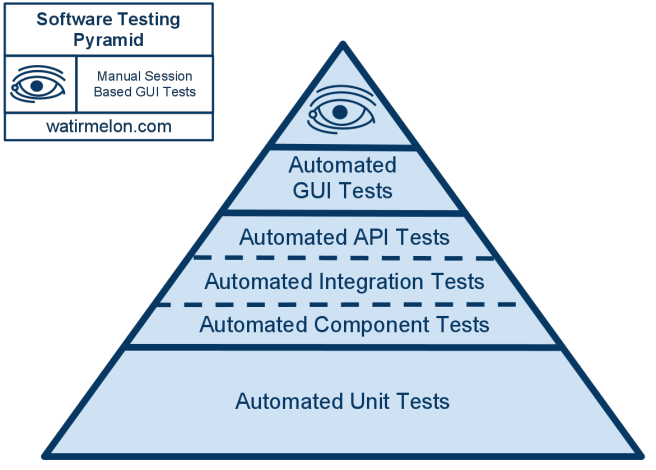 Software Testing
Pyramid
Manual Session
Based GUI Tests
watirmelon.com
Automated
GUI Tests
Automated API Tests
Automated Integration Tests
Automated Component Tests
Automated Unit Tests